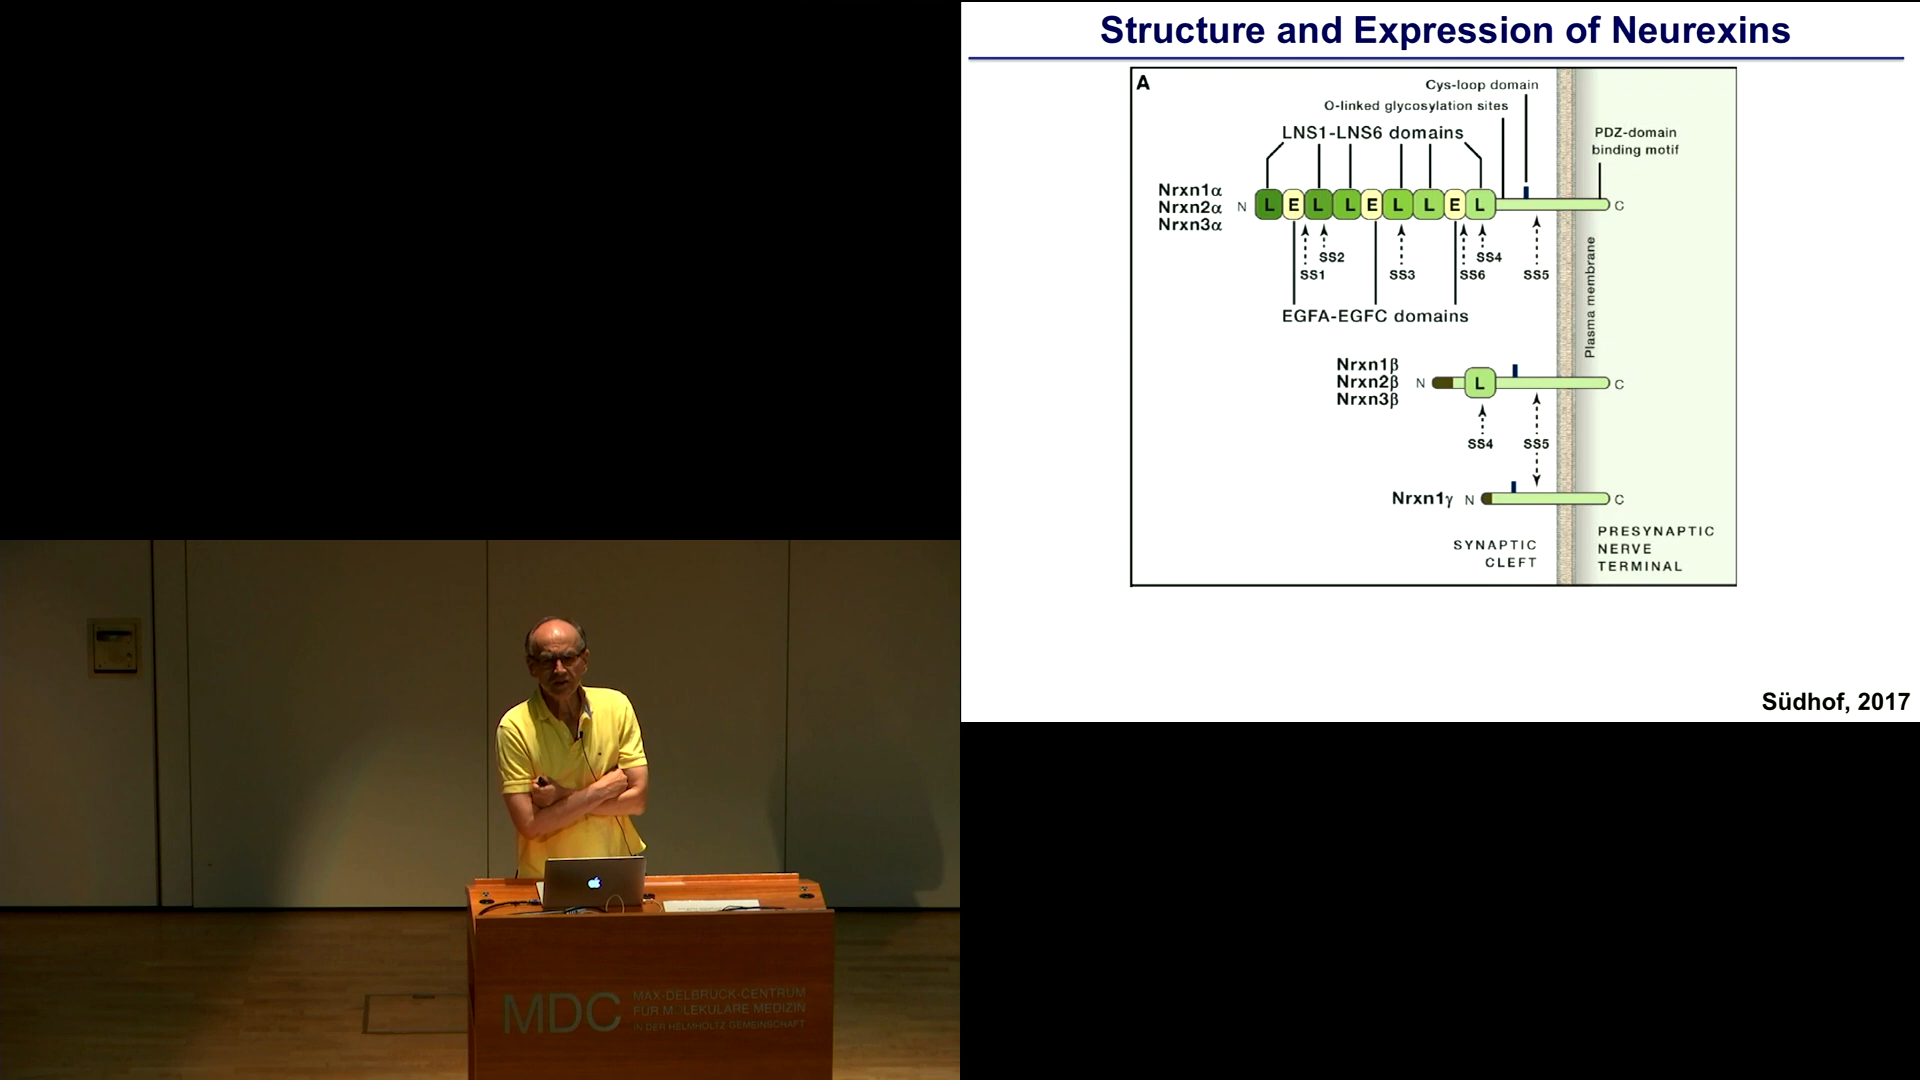 Structure and Expression of Neurexins
A
Cys-loop domain
O-linked glycosylation sites
LNS1-LNS6 domains
PDZ-domain
binding motif
Nrxn1α
Nrxn2α
Nrxn3α
N
L E L L E L L E L
C
SS2
SS4
SS1
SS3
SS6
SS5
EGFA-EGFC domains
Plasma membrane
Nrxn1β
Nrxn2β
Nrxn3β
N
L
C
SS4
SS5
Nrxn1γ
N
C
SYNAPTIC
CLEFT
PRESYNAPTIC
NERVE
TERMINAL
Südhof, 2017
MDC
MAX-DELBRÜCK-CENTRUM
FÜR MOLEKULARE MEDIZIN
IN DER HELMHOLTZ-GEMEINSCHAFT